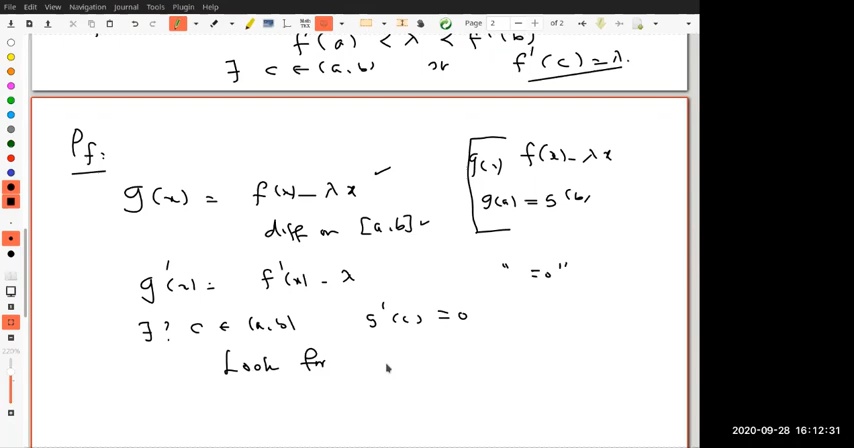 File Edit View Navigation Journal Tools Plugin Help
Page 2 of 2
f'(a) < λ < f'(b)
∃ c ∈ (a,b) st f'(c) = λ.
Pf:
g(x) = f(x) - λx ✓
diff on [a,b] ✓
g(x) f(x) - λx
g(a) = g(b)
g'(x) = f'(x) - λ " =0"
∃? c ∈ (a,b) g'(c) = 0
Look for
220%
2020-09-28 16:12:31